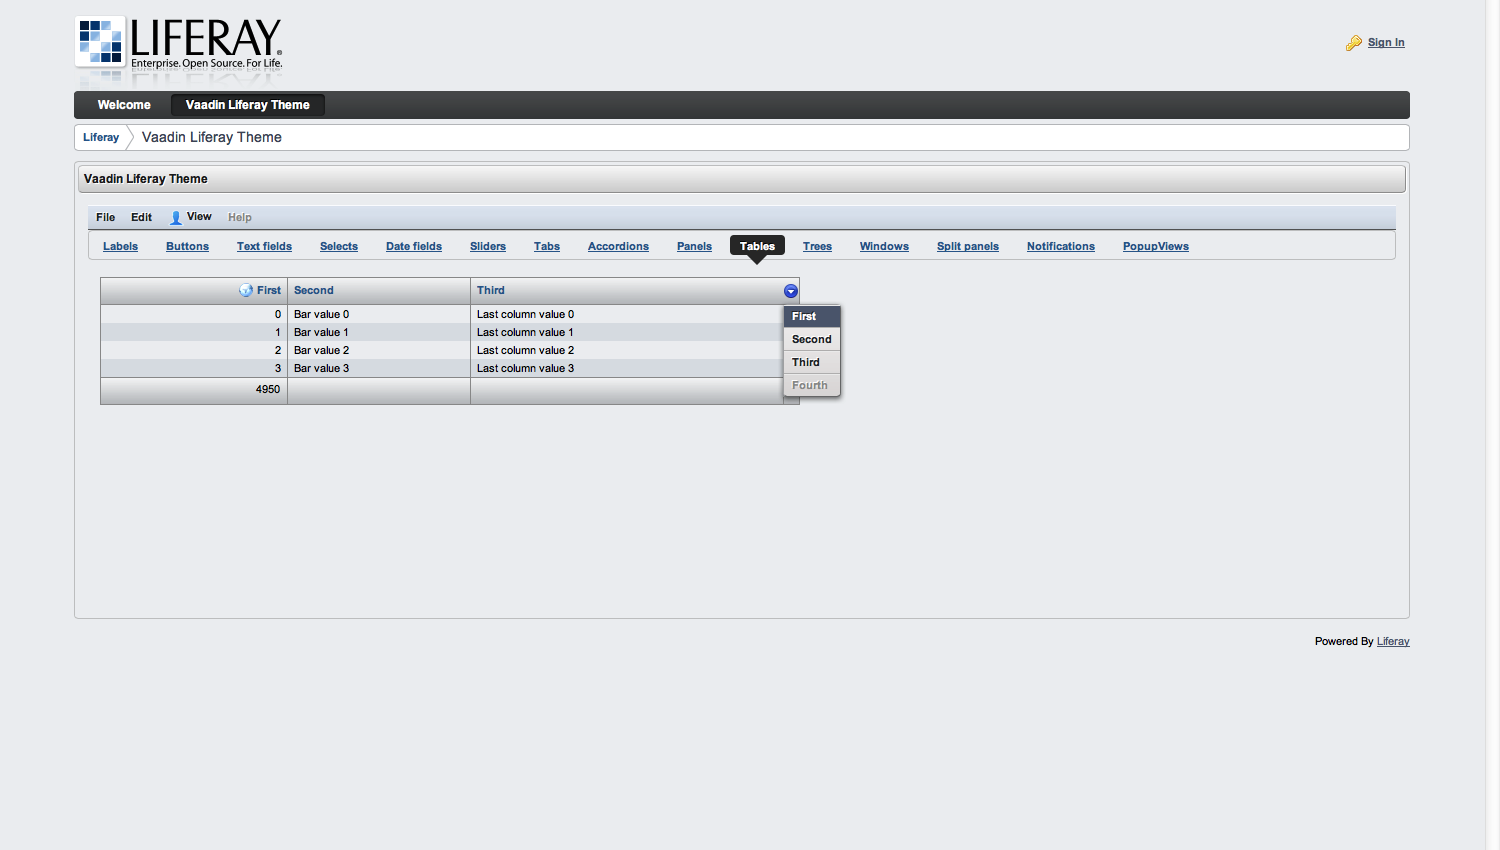 LIFERAY
Enterprise. Open Source. For Life.
Sign In
Welcome Vaadin Liferay Theme
Liferay Vaadin Liferay Theme
Vaadin Liferay Theme
File Edit View Help
Labels Buttons Text fields Selects Date fields Sliders Tabs Accordions Panels Tables Trees Windows Split panels Notifications PopupViews
First Second Third
0 Bar value 0 Last column value 0
1 Bar value 1 Last column value 1
2 Bar value 2 Last column value 2
3 Bar value 3 Last column value 3
4950
First
Second
Third
Fourth
Powered By Liferay